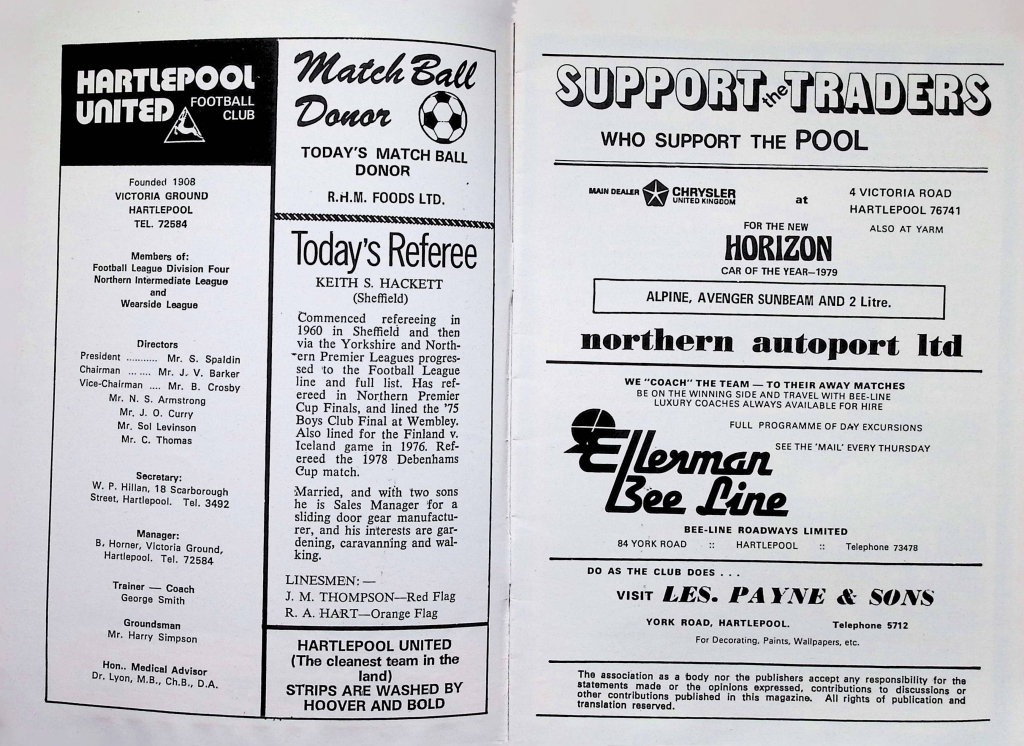 HARTLEPOOL
UNITED FOOTBALL
CLUB
Founded 1908
VICTORIA GROUND
HARTLEPOOL
TEL. 72584
Members of:
Football League Division Four
Northern Intermediate League
and
Wearside League
Directors
President ........... Mr. S. Spaldin
Chairman ... ..... Mr. J. V. Barker
Vice-Chairman .... Mr. B. Crosby
Mr. N. S. Armstrong
Mr. J. O. Curry
Mr. Sol Levinson
Mr. C. Thomas
Secretary:
W. P. Hillan, 18 Scarborough
Street, Hartlepool. Tel. 3492
Manager:
B, Horner, Victoria Ground,
Hartlepool. Tel. 72584
Trainer — Coach
George Smith
Groundsman
Mr. Harry Simpson
Hon.. Medical Advisor
Dr. Lyon, M.B., Ch.B., D.A.
Match Ball
Donor
TODAY'S MATCH BALL
DONOR
R.H.M. FOODS LTD.
Today's Referee
KEITH S. HACKETT
(Sheffield)
Commenced refereeing in
1960 in Sheffield and then
via the Yorkshire and North-
ern Premier Leagues progres-
sed to the Football League
line and full list. Has ref-
ereed in Northern Premier
Cup Finals, and lined the '75
Boys Club Final at Wembley.
Also lined for the Finland v.
Iceland game in 1976. Ref-
ereed the 1978 Debenhams
Cup match.
Married, and with two sons
he is Sales Manager for a
sliding door gear manufactu-
rer, and his interests are gar-
dening, caravanning and wal-
king.
LINESMEN: —
J. M. THOMPSON—Red Flag
R. A. HART—Orange Flag
HARTLEPOOL UNITED
(The cleanest team in the
land)
STRIPS ARE WASHED BY
HOOVER AND BOLD
SUPPORT the TRADERS
WHO SUPPORT THE POOL
MAIN DEALER CHRYSLER
UNITED KINGDOM
at
4 VICTORIA ROAD
HARTLEPOOL 76741
ALSO AT YARM
FOR THE NEW
HORIZON
CAR OF THE YEAR—1979
ALPINE, AVENGER SUNBEAM AND 2 Litre.
northern autoport ltd
WE "COACH" THE TEAM — TO THEIR AWAY MATCHES
BE ON THE WINNING SIDE AND TRAVEL WITH BEE-LINE
LUXURY COACHES ALWAYS AVAILABLE FOR HIRE
FULL PROGRAMME OF DAY EXCURSIONS
SEE THE 'MAIL' EVERY THURSDAY
Ellerman
Bee Line
BEE-LINE ROADWAYS LIMITED
84 YORK ROAD :: HARTLEPOOL :: Telephone 73478
DO AS THE CLUB DOES . . .
VISIT LES. PAYNE & SONS
YORK ROAD, HARTLEPOOL. Telephone 5712
For Decorating, Paints, Wallpapers, etc.
The association as a body nor the publishers accept any responsibility for the
statements made or the opinions expressed, contributions to discussions or
other contributions published in this magazine. All rights of publication and
translation reserved.